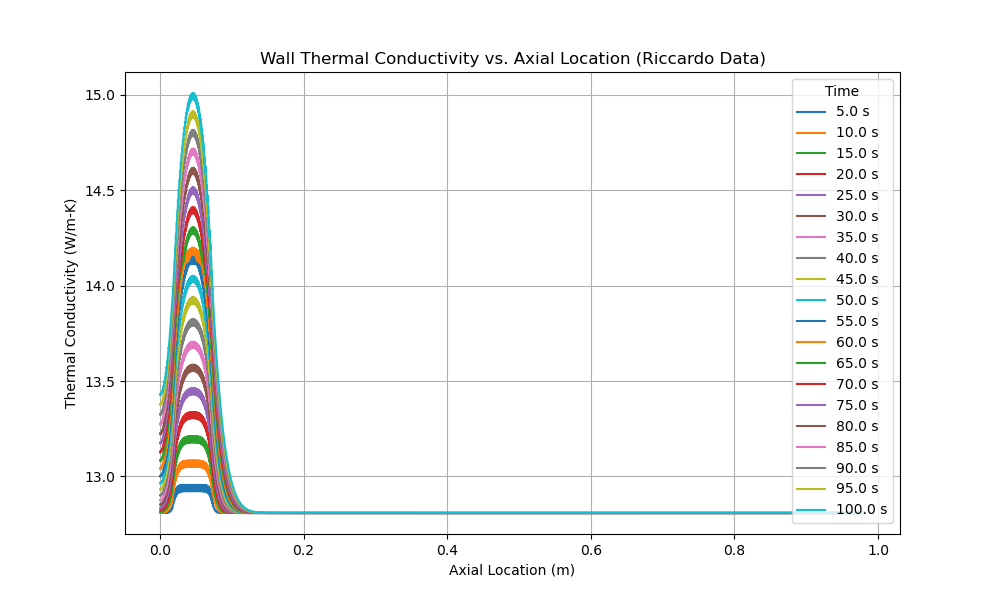 Wall Thermal Conductivity vs. Axial Location (Riccardo Data)
Thermal Conductivity (W/m-K)
15.0
14.5
14.0
13.5
13.0
0.0
0.2
0.4
0.6
0.8
1.0
Axial Location (m)
Time
5.0 s
10.0 s
15.0 s
20.0 s
25.0 s
30.0 s
35.0 s
40.0 s
45.0 s
50.0 s
55.0 s
60.0 s
65.0 s
70.0 s
75.0 s
80.0 s
85.0 s
90.0 s
95.0 s
100.0 s